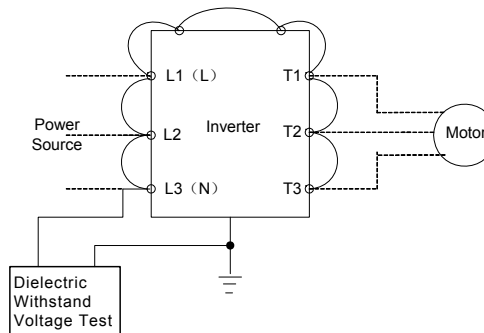 L1（L）
T1
Power
Source
L2
Inverter
T2
Motor
L3（N）
T3
Dielectric
Withstand
Voltage Test